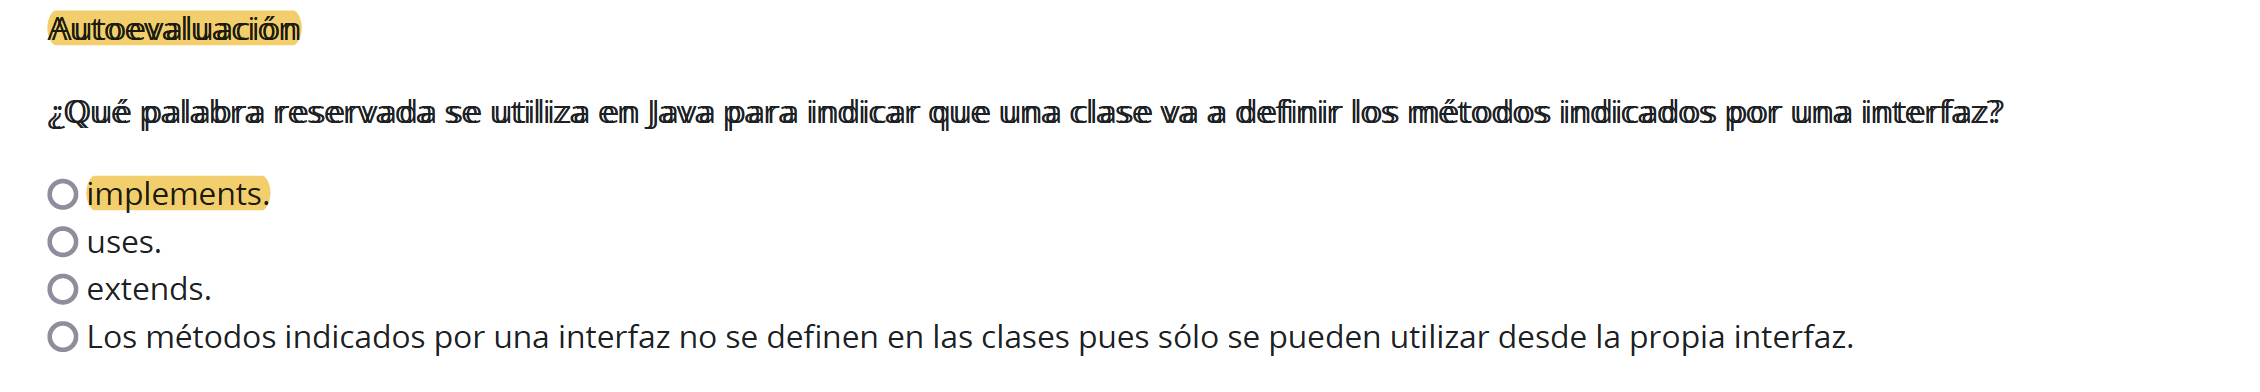 Autoevaluación
¿Qué palabra reservada se utiliza en Java para indicar que una clase va a definir los métodos indicados por una interfaz?
implements.
uses.
extends.
Los métodos indicados por una interfaz no se definen en las clases pues sólo se pueden utilizar desde la propia interfaz.